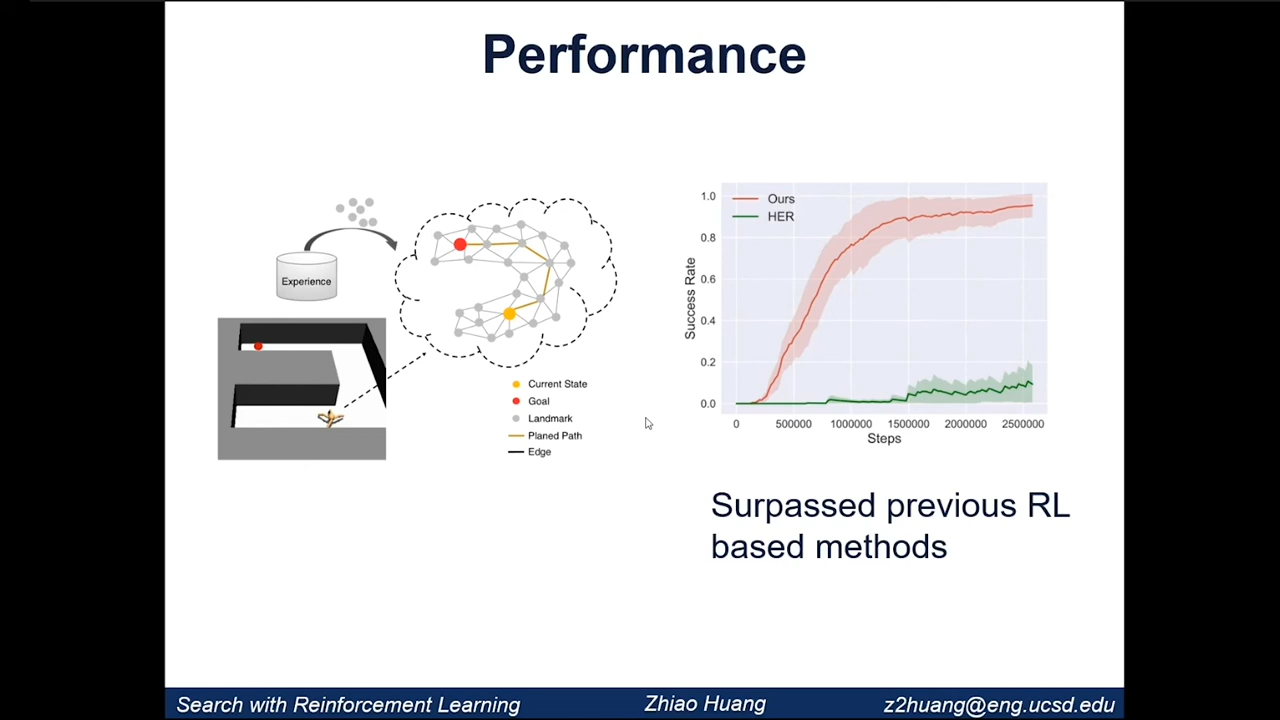 Performance
Experience
Current State
Goal
Landmark
Planed Path
Edge
Ours
HER
Success Rate
1.0
0.8
0.6
0.4
0.2
0.0
0 500000 1000000 1500000 2000000 2500000
Steps
Surpassed previous RL
based methods
Search with Reinforcement Learning Zhiao Huang z2huang@eng.ucsd.edu